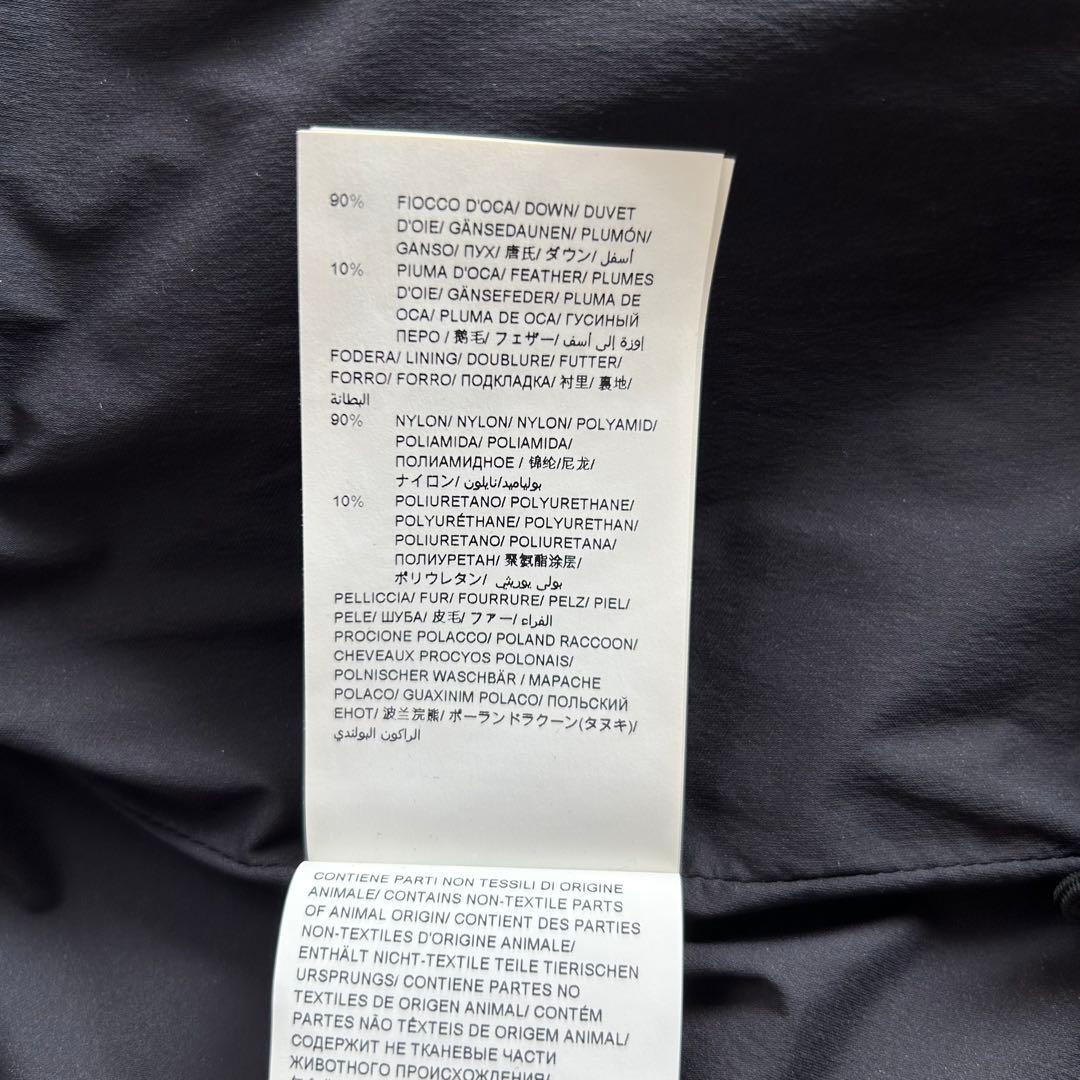 90% FIOCCO D'OCA/ DOWN/ DUVET
D'OIE/ GÄNSEDAUNEN/ PLUMÓN/
GANSO/ ПУХ/ 唐氏/ ダウン/ أسفل
10% PIUMA D'OCA/ FEATHER/ PLUMES
D'OIE/ GÄNSEFEDER/ PLUMA DE
OCA/ PLUMA DE OCA/ ГУСИНЫЙ
ПЕРО / 鹅毛/ フェザー/ إوزة إلى أسف
FODERA/ LINING/ DOUBLURE/ FUTTER/
FORRO/ FORRO/ ПОДКЛАДКА/ 衬里/ 裏地/
البطانة
90% NYLON/ NYLON/ NYLON/ POLYAMID/
POLIAMIDA/ POLIAMIDA/
ПОЛИАМИДНОЕ / 锦纶/尼龙/
ナイロン/ بولياميد/نايلون
10% POLIURETANO/ POLYURETHANE/
POLYURÉTHANE/ POLYURETHAN/
POLIURETANO/ POLIURETANA/
ПОЛИУРЕТАН/ 聚氨酯涂层/
ポリウレタン/ بولي يوريثي
PELLICCIA/ FUR/ FOURRURE/ PELZ/ PIEL/
PELE/ ШУБА/ 皮毛/ ファー/ الفراء
PROCIONE POLACCO/ POLAND RACCOON/
CHEVEAUX PROCYOS POLONAIS/
POLNISCHER WASCHBÄR / MAPACHE
POLACO/ GUAXINIM POLACO/ ПОЛЬСКИЙ
ЕНОТ/ 波兰浣熊/ ポーランドラクーン(タヌキ)/
الراكون البولندي
CONTIENE PARTI NON TESSILI DI ORIGINE
ANIMALE/ CONTAINS NON-TEXTILE PARTS
OF ANIMAL ORIGIN/ CONTIENT DES PARTIES
NON-TEXTILES D'ORIGINE ANIMALE/
ENTHÄLT NICHT-TEXTILE TEILE TIERISCHEN
URSPRUNGS/ CONTIENE PARTES NO
TEXTILES DE ORIGEN ANIMAL/ CONTÉM
PARTES NÃO TÊXTEIS DE ORIGEM ANIMAL/
СОДЕРЖИТ НЕ ТКАНЕВЫЕ ЧАСТИ
ЖИВОТНОГО ПРОИСХОЖДЕНИЯ/